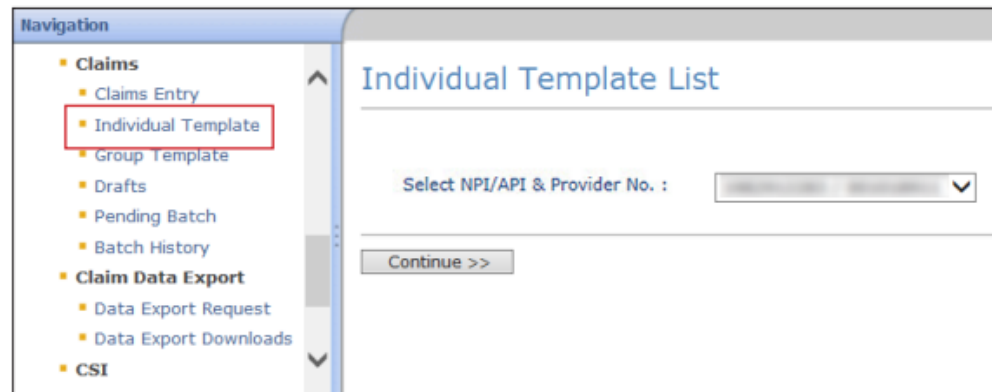 Navigation
Claims
Claims Entry
Individual Template
Group Template
Drafts
Pending Batch
Batch History
Claim Data Export
Data Export Request
Data Export Downloads
CSI
Individual Template List
Select NPI/API & Provider No. :
Continue >>